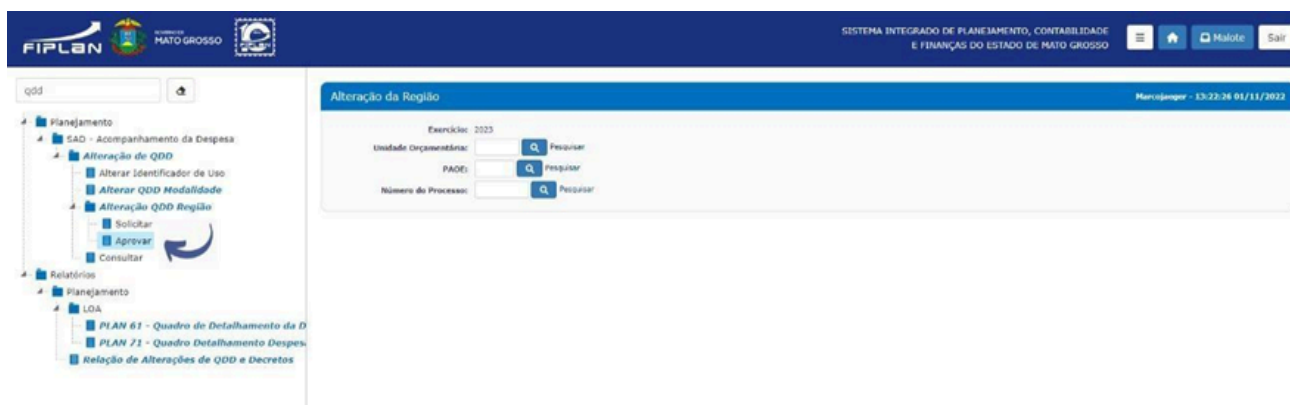 FIPLAN
GOVERNO DE
MATO GROSSO
FIPLAN
SISTEMA INTEGRADO DE PLANEJAMENTO, CONTABILIDADE
E FINANÇAS DO ESTADO DE MATO GROSSO
Malote
Sair
qdd
Planejamento
SAD - Acompanhamento da Despesa
Alteração de QDD
Alterar Identificador de Uso
Alterar QDD Modalidade
Alteração QDD Região
Solicitar
Aprovar
Consultar
Relatórios
Planejamento
LOA
PLAN 61 - Quadro de Detalhamento da D
PLAN 71 - Quadro Detalhamento Despes
Relação de Alterações de QDD e Decretos
Alteração da Região
Marcojaeger - 13:22:26 01/11/2022
Exercício: 2023
Unidade Orçamentária: Pesquisar
PAOE: Pesquisar
Número do Processo: Pesquisar